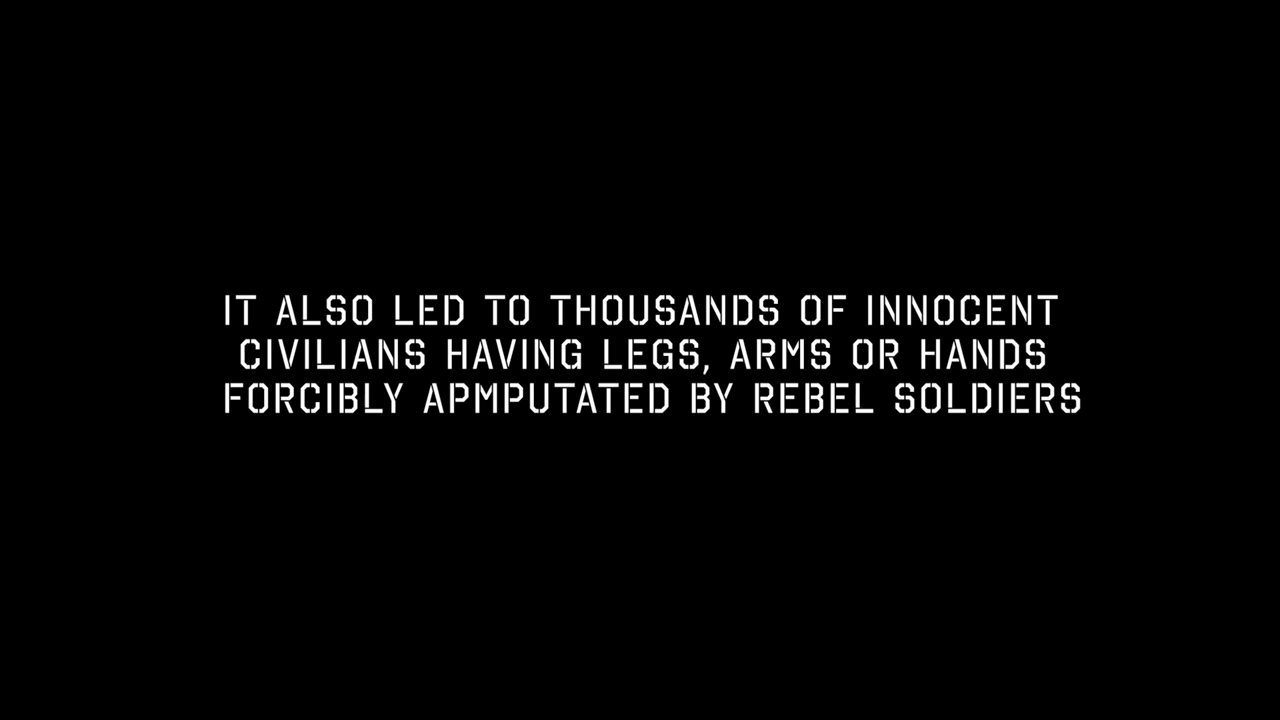 IT ALSO LED TO THOUSANDS OF INNOCENT
CIVILIANS HAVING LEGS, ARMS OR HANDS
FORCIBLY APMPUTATED BY REBEL SOLDIERS